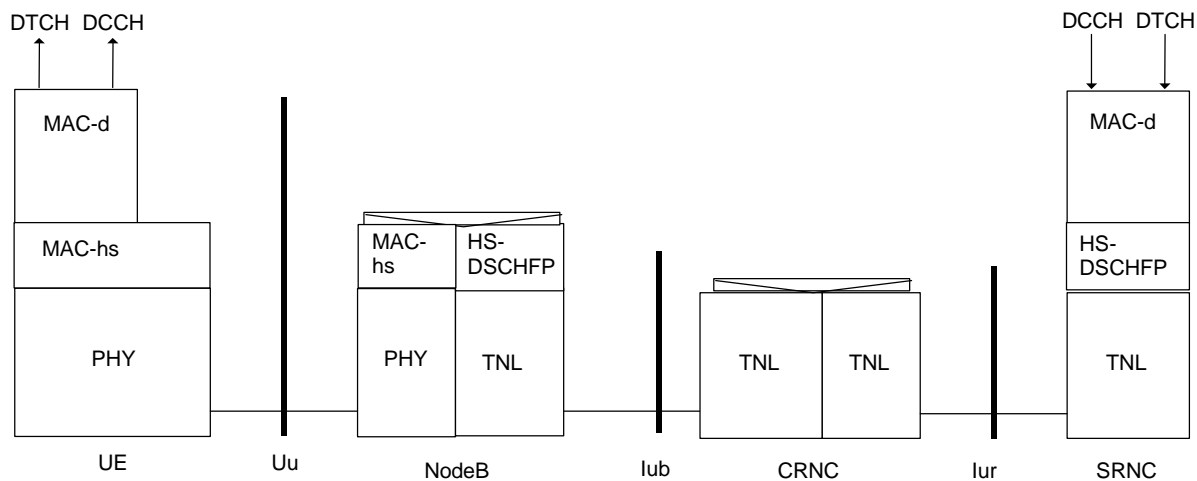 DTCH DCCH
DCCH DTCH
MAC-d
MAC-d
MAC-hs
MAC-
hs
HS-
DSCHFP
HS-
DSCHFP
PHY
PHY
TNL
TNL
TNL
TNL
UE
Uu
NodeB
Iub
CRNC
Iur
SRNC